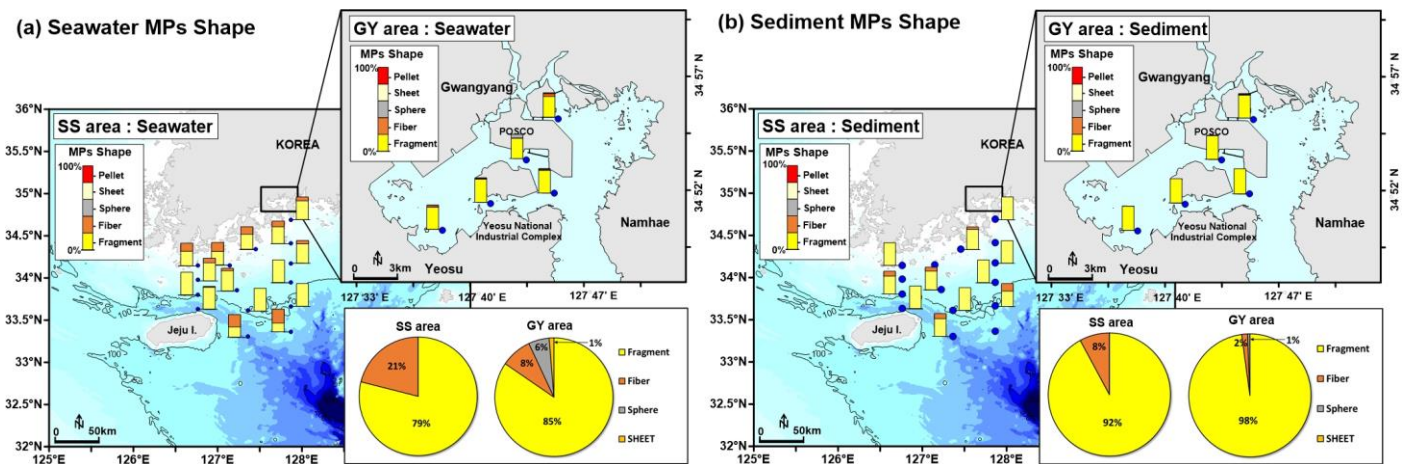 (a) Seawater MPs Shape
GY area : Seawater
MPs Shape
100%
Pellet
Sheet
Sphere
Fiber
Fragment
0%
Gwangyang
POSCO
Yeosu National
Industrial Complex
Namhae
Yeosu
N
0 3km
34 57' N
34 52' N
127 33' E
127 40' E
127 47' E
SS area : Seawater
MPs Shape
100%
Pellet
Sheet
Sphere
Fiber
Fragment
0%
KOREA
Jeju I.
100
100
N
0 50km
36°N
35.5°N
35°N
34.5°N
34°N
33.5°N
33°N
32.5°N
32°N
125°E
126°E
127°E
128°E
SS area
21%
79%
GY area
6%
1%
8%
85%
Fragment
Fiber
Sphere
SHEET
(b) Sediment MPs Shape
GY area : Sediment
MPs Shape
100%
Pellet
Sheet
Sphere
Fiber
Fragment
0%
Gwangyang
POSCO
Yeosu National
Industrial Complex
Namhae
Yeosu
N
0 3km
34 57' N
34 52' N
127 33' E
127 40' E
127 47' E
SS area : Sediment
MPs Shape
100%
Pellet
Sheet
Sphere
Fiber
Fragment
0%
KOREA
Jeju I.
100
100
N
0 50km
36°N
35.5°N
35°N
34.5°N
34°N
33.5°N
33°N
32.5°N
32°N
125°E
126°E
127°E
128°E
SS area
8%
92%
GY area
2%
1%
98%
Fragment
Fiber
Sphere
SHEET